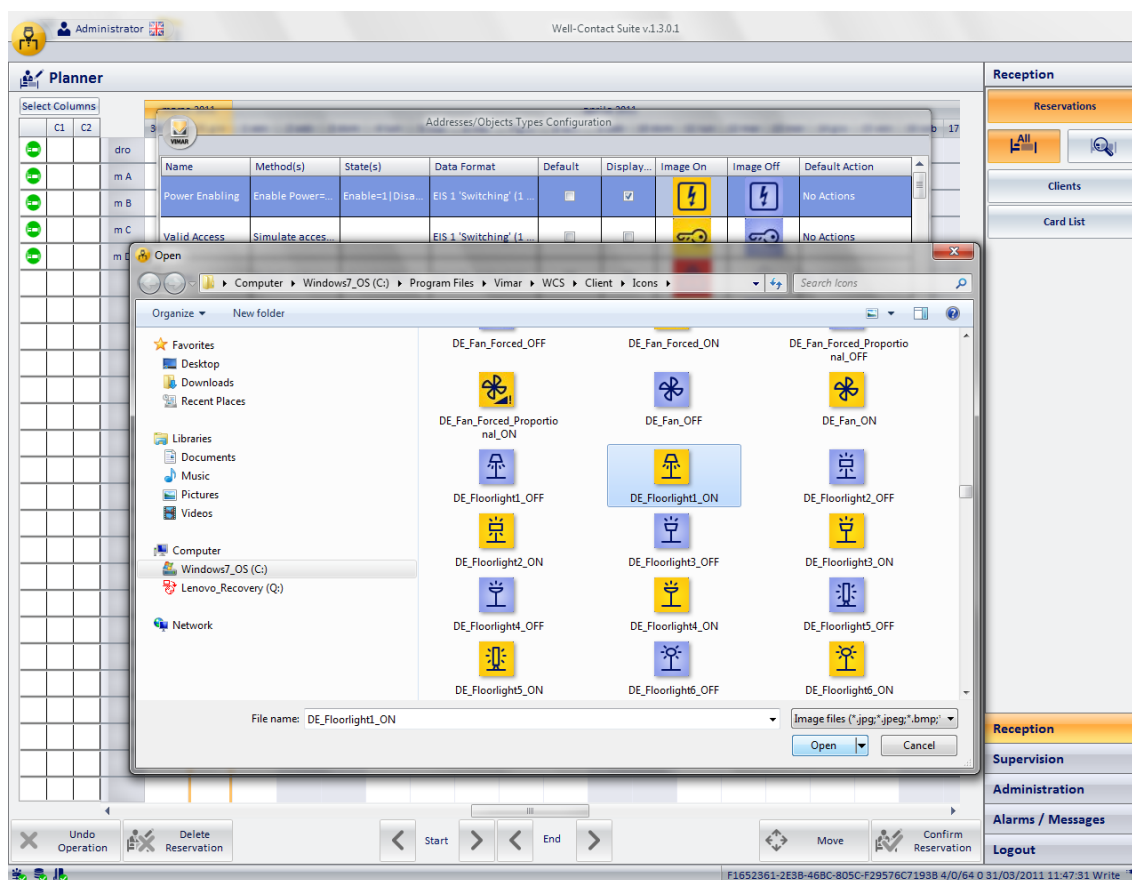 Administrator
Well-Contact Suite v.1.3.0.1
Planner
Reception
Select Columns
C1 C2
dro
m A
m B
m C
m D
marzo 2011
aprile 2011
17
Addresses/Objects Types Configuration
VIMAR
Name Method(s) State(s) Data Format Default Display... Image On Image Off Default Action
Power Enabling Enable Power=... Enable=1|Disa... EIS 1 'Switching' (1 ... No Actions
Valid Access Simulate acces... EIS 1 'Switching' (1 ... No Actions
Reservations
All
Clients
Card List
Open
Computer Windows7_OS (C:) Program Files Vimar WCS Client Icons
Search Icons
Organize New folder
Favorites
Desktop
Downloads
Recent Places
Libraries
Documents
Music
Pictures
Videos
Computer
Windows7_OS (C:)
Lenovo_Recovery (Q:)
Network
DE_Fan_Forced_OFF DE_Fan_Forced_ON DE_Fan_Forced_Proportio
nal_OFF
DE_Fan_Forced_Proportio
nal_ON DE_Fan_OFF DE_Fan_ON
DE_Floorlight1_OFF DE_Floorlight1_ON DE_Floorlight2_OFF
DE_Floorlight2_ON DE_Floorlight3_OFF DE_Floorlight3_ON
DE_Floorlight4_OFF DE_Floorlight4_ON DE_Floorlight5_OFF
DE_Floorlight5_ON DE_Floorlight6_OFF DE_Floorlight6_ON
File name: DE_Floorlight1_ON
Image files (*.jpg;*.jpeg;*.bmp;*
Open Cancel
Reception
Supervision
Administration
Alarms / Messages
Logout
Undo
Operation
Delete
Reservation
Start
End
Move
Confirm
Reservation
F1652361-2E3B-46BC-805C-F29576C7193B 4/0/64 0 31/03/2011 11:47:31 Write